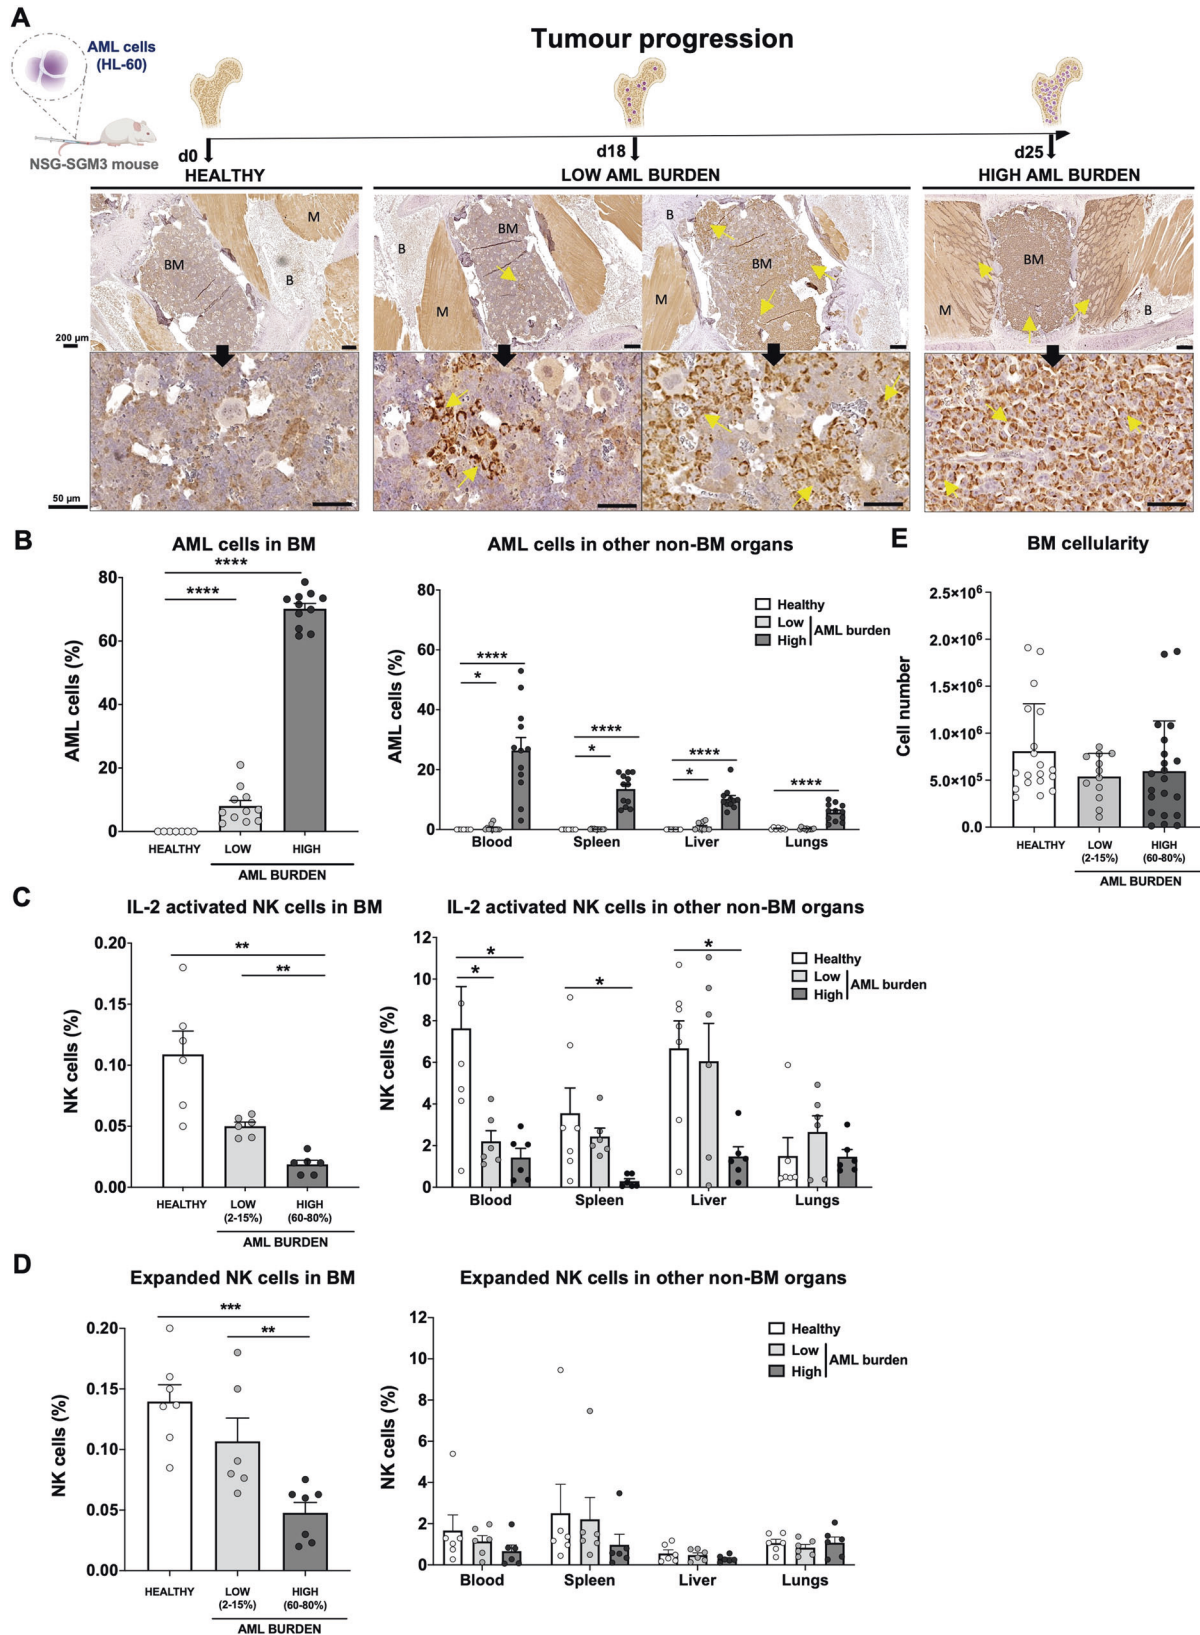 A
AML cells
(HL-60)
NSG-SGM3 mouse
Tumour progression
d0
d18
d25
HEALTHY
LOW AML BURDEN
HIGH AML BURDEN
BM
M
B
B
BM
M
B
BM
M
BM
M
B
200 µm
50 µm
B
AML cells in BM
AML cells (%)
80
60
40
20
0
****
****
HEALTHY
LOW
HIGH
AML BURDEN
AML cells in other non-BM organs
AML cells (%)
80
60
40
20
0
****
*
****
*
****
*
****
Healthy
Low
High
AML burden
Blood
Spleen
Liver
Lungs
E
BM cellularity
Cell number
2.5×10⁶
2.0×10⁶
1.5×10⁶
1.0×10⁶
5.0×10⁵
0.0
HEALTHY
LOW
(2-15%)
HIGH
(60-80%)
AML BURDEN
C
IL-2 activated NK cells in BM
NK cells (%)
0.20
0.15
0.10
0.05
0.00
**
**
HEALTHY
LOW
(2-15%)
HIGH
(60-80%)
AML BURDEN
IL-2 activated NK cells in other non-BM organs
NK cells (%)
12
10
8
6
4
2
0
*
*
*
*
Healthy
Low
High
AML burden
Blood
Spleen
Liver
Lungs
D
Expanded NK cells in BM
NK cells (%)
0.20
0.15
0.10
0.05
0.00
***
**
HEALTHY
LOW
(2-15%)
HIGH
(60-80%)
AML BURDEN
Expanded NK cells in other non-BM organs
NK cells (%)
12
10
8
6
4
2
0
Healthy
Low
High
AML burden
Blood
Spleen
Liver
Lungs